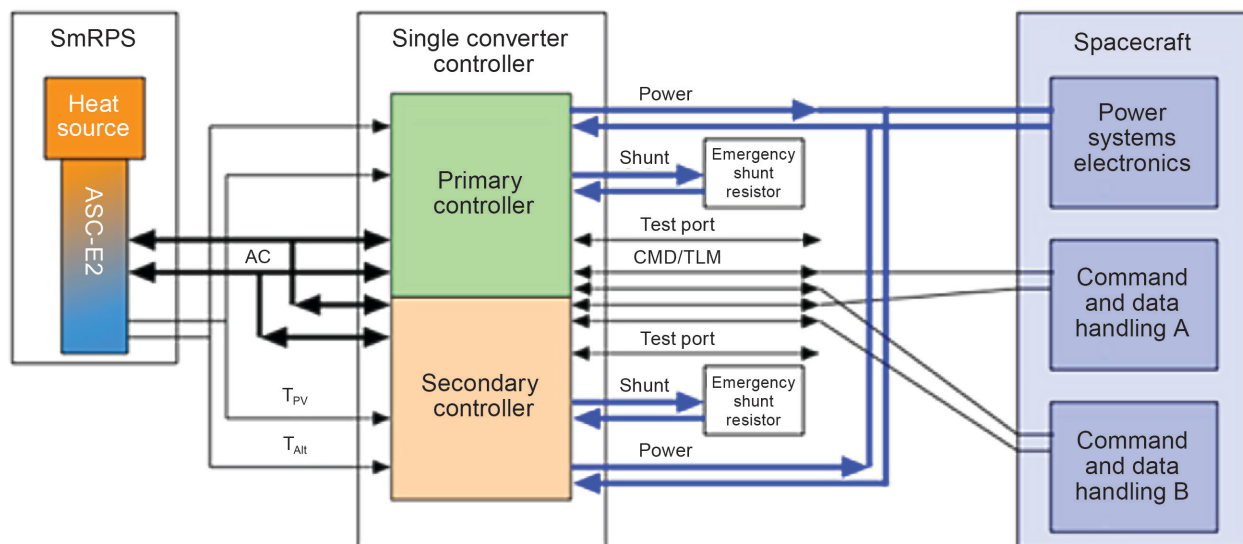 SmRPS
Heat
source
ASC-E2
AC
T_PV
T_Alt
Single converter
controller
Primary
controller
Secondary
controller
Power
Shunt
Emergency
shunt
resistor
Test port
CMD/TLM
Test port
Shunt
Emergency
shunt
resistor
Power
Spacecraft
Power
systems
electronics
Command
and data
handling A
Command
and data
handling B